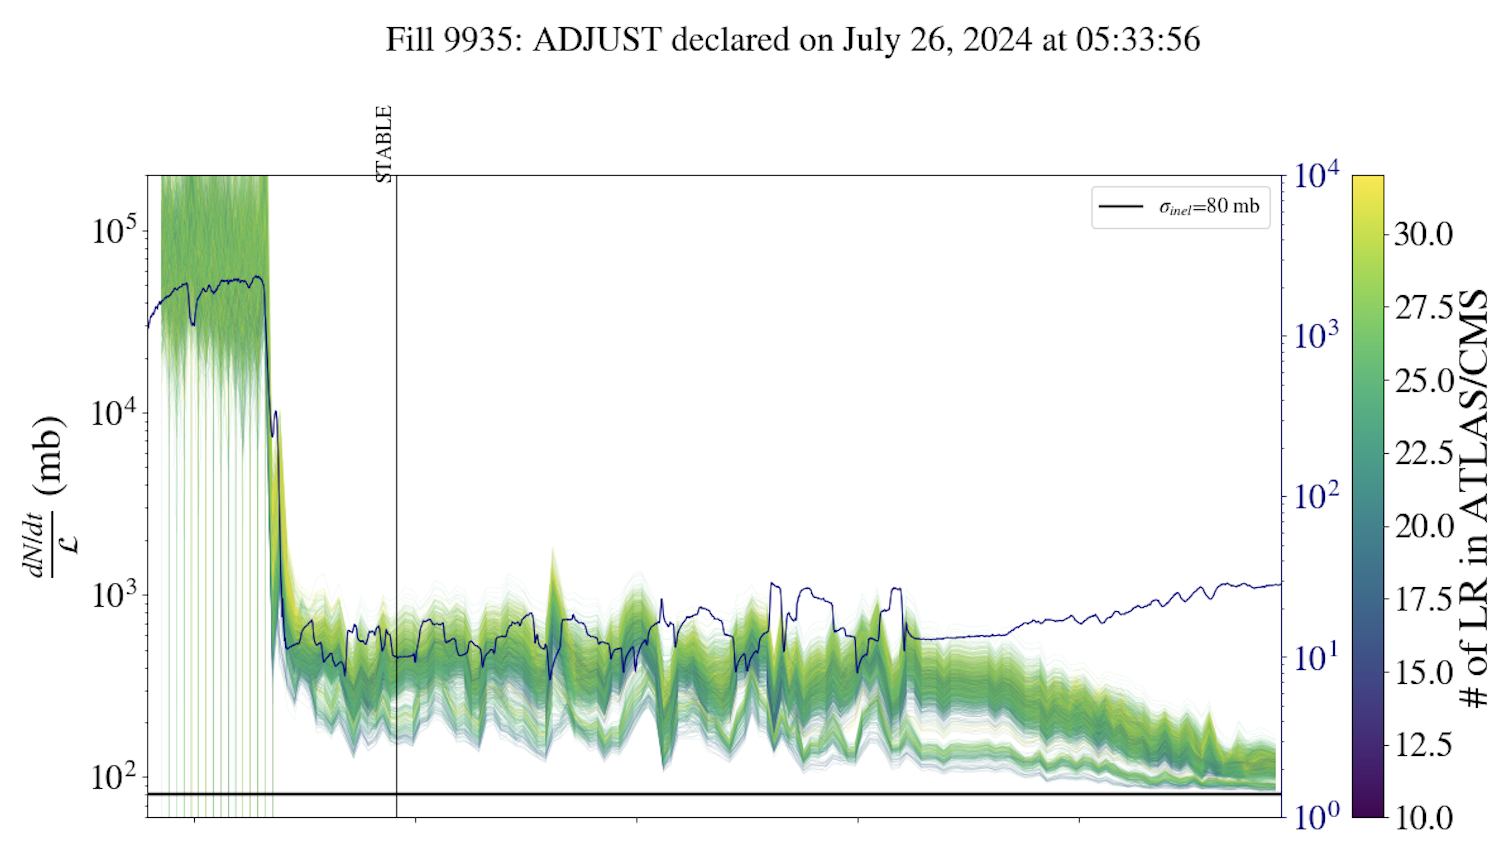 Fill 9935: ADJUST declared on July 26, 2024 at 05:33:56
STABLE
σ_inel=80 mb
10^5
10^4
10^3
10^2
dN/dt
ℒ
(mb)
10^4
10^3
10^2
10^1
10^0
30.0
27.5
25.0
22.5
20.0
17.5
15.0
12.5
10.0
# of LR in ATLAS/CMS